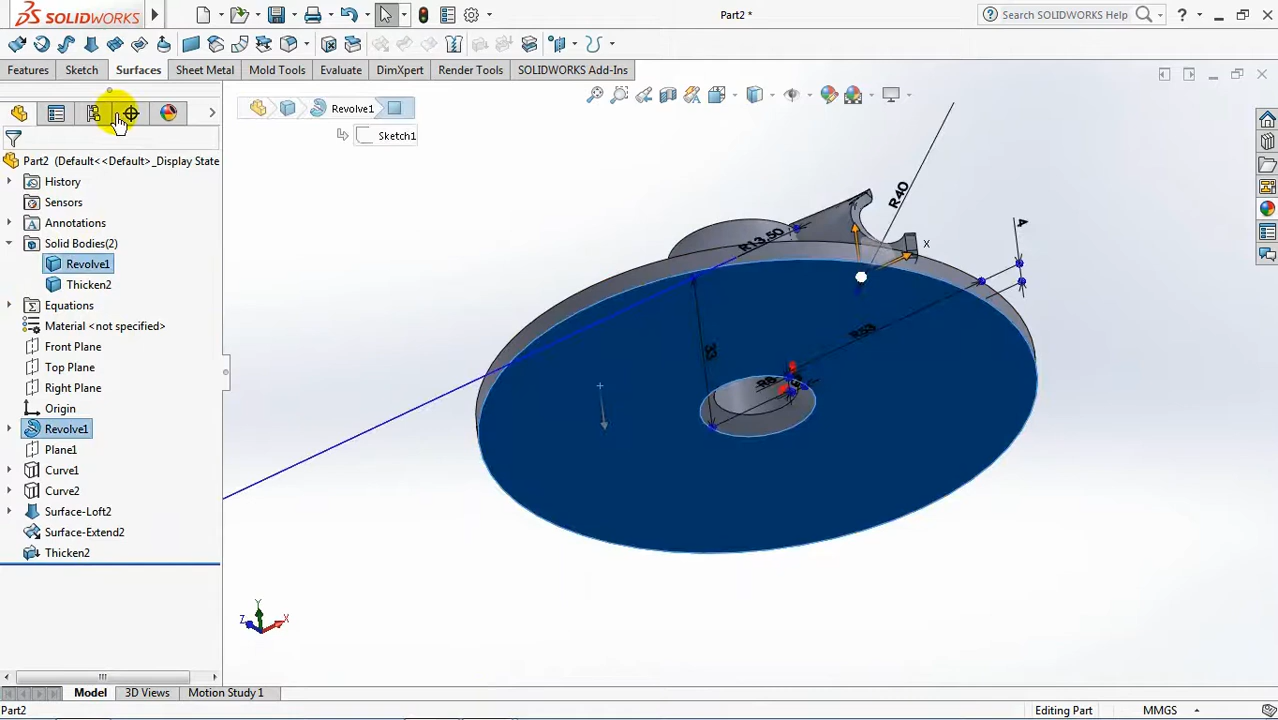 SOLIDWORKS
Part2 *
Search SOLIDWORKS Help
Features
Sketch
Surfaces
Sheet Metal
Mold Tools
Evaluate
DimXpert
Render Tools
SOLIDWORKS Add-Ins
Revolve1
Sketch1
Part2 (Default<<Default>_Display State
History
Sensors
Annotations
Solid Bodies(2)
Revolve1
Thicken2
Equations
Material <not specified>
Front Plane
Top Plane
Right Plane
Origin
Revolve1
Plane1
Curve1
Curve2
Surface-Loft2
Surface-Extend2
Thicken2
R40
R13,50
X
4
R53
Y
Z
X
Model
3D Views
Motion Study 1
Part2
Editing Part
MMGS